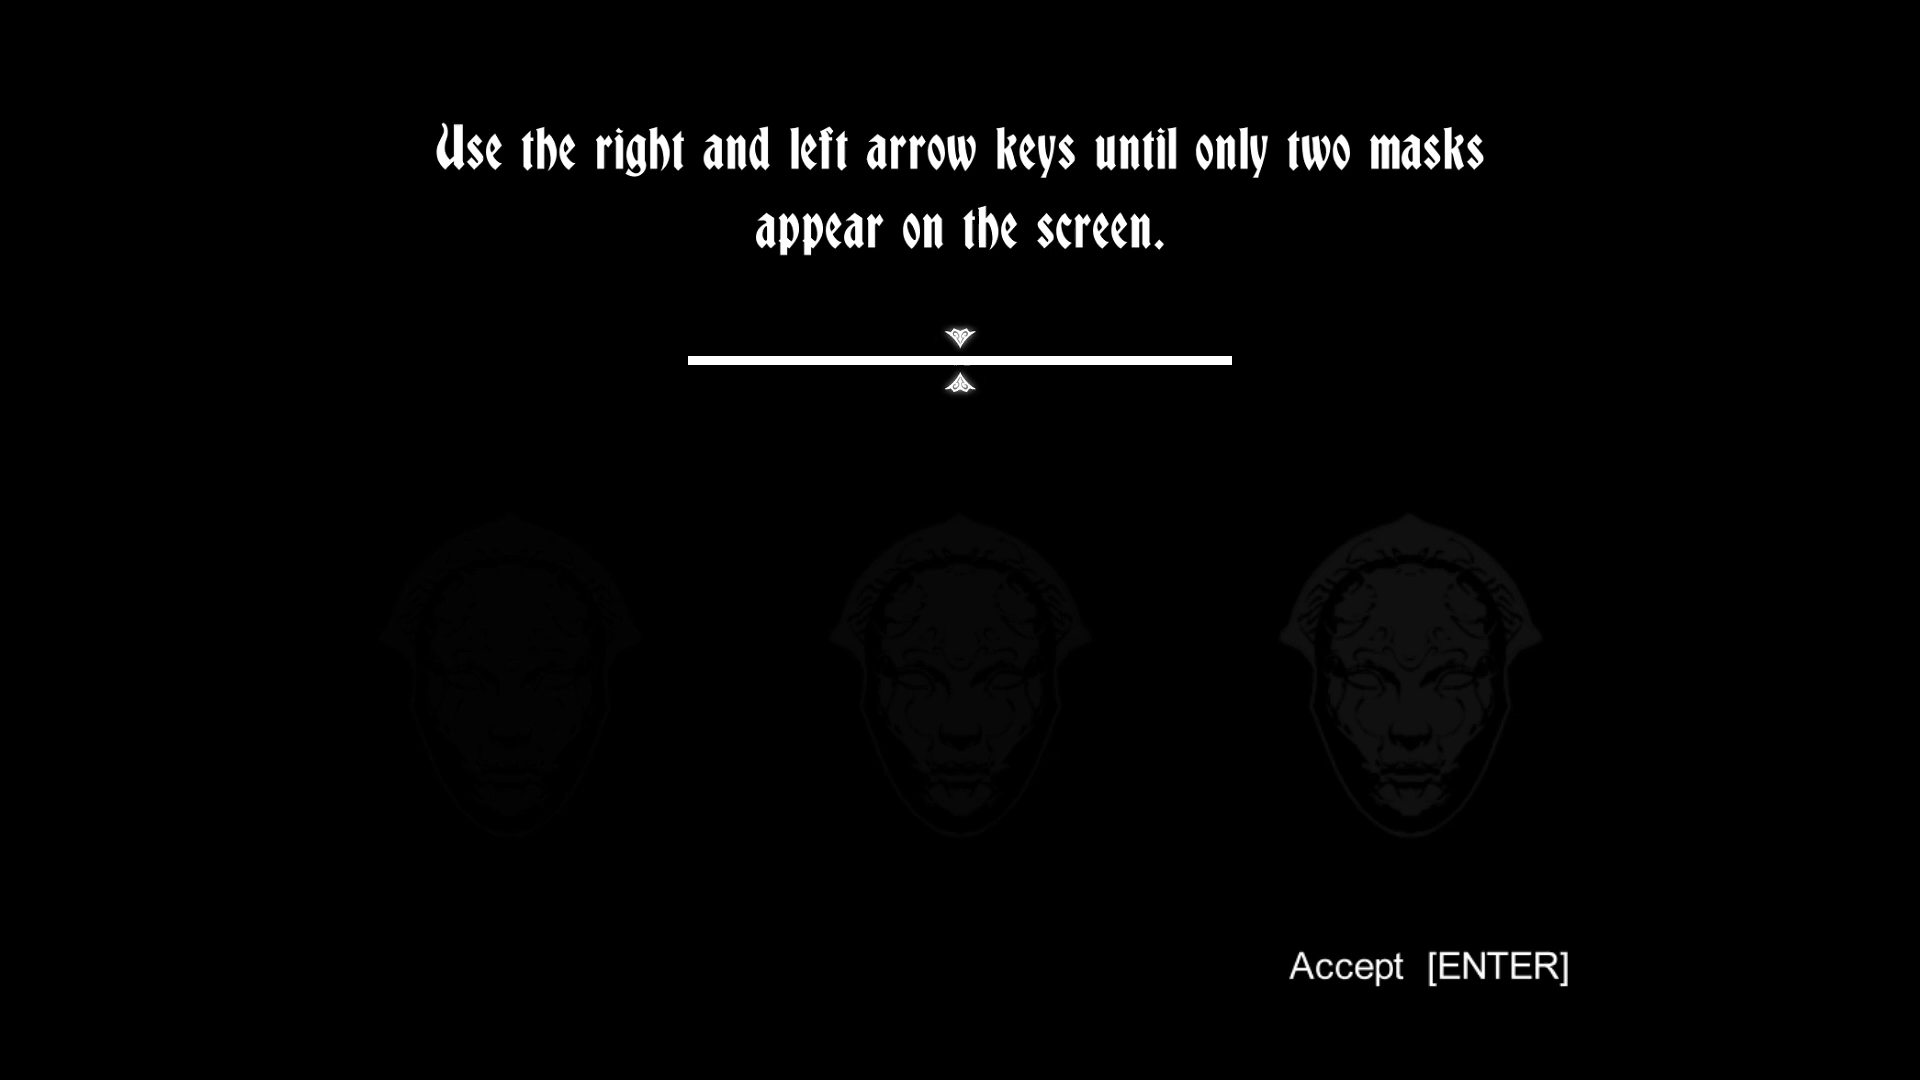 Use the right and left arrow keys until only two masks
appear on the screen.
Accept [ENTER]